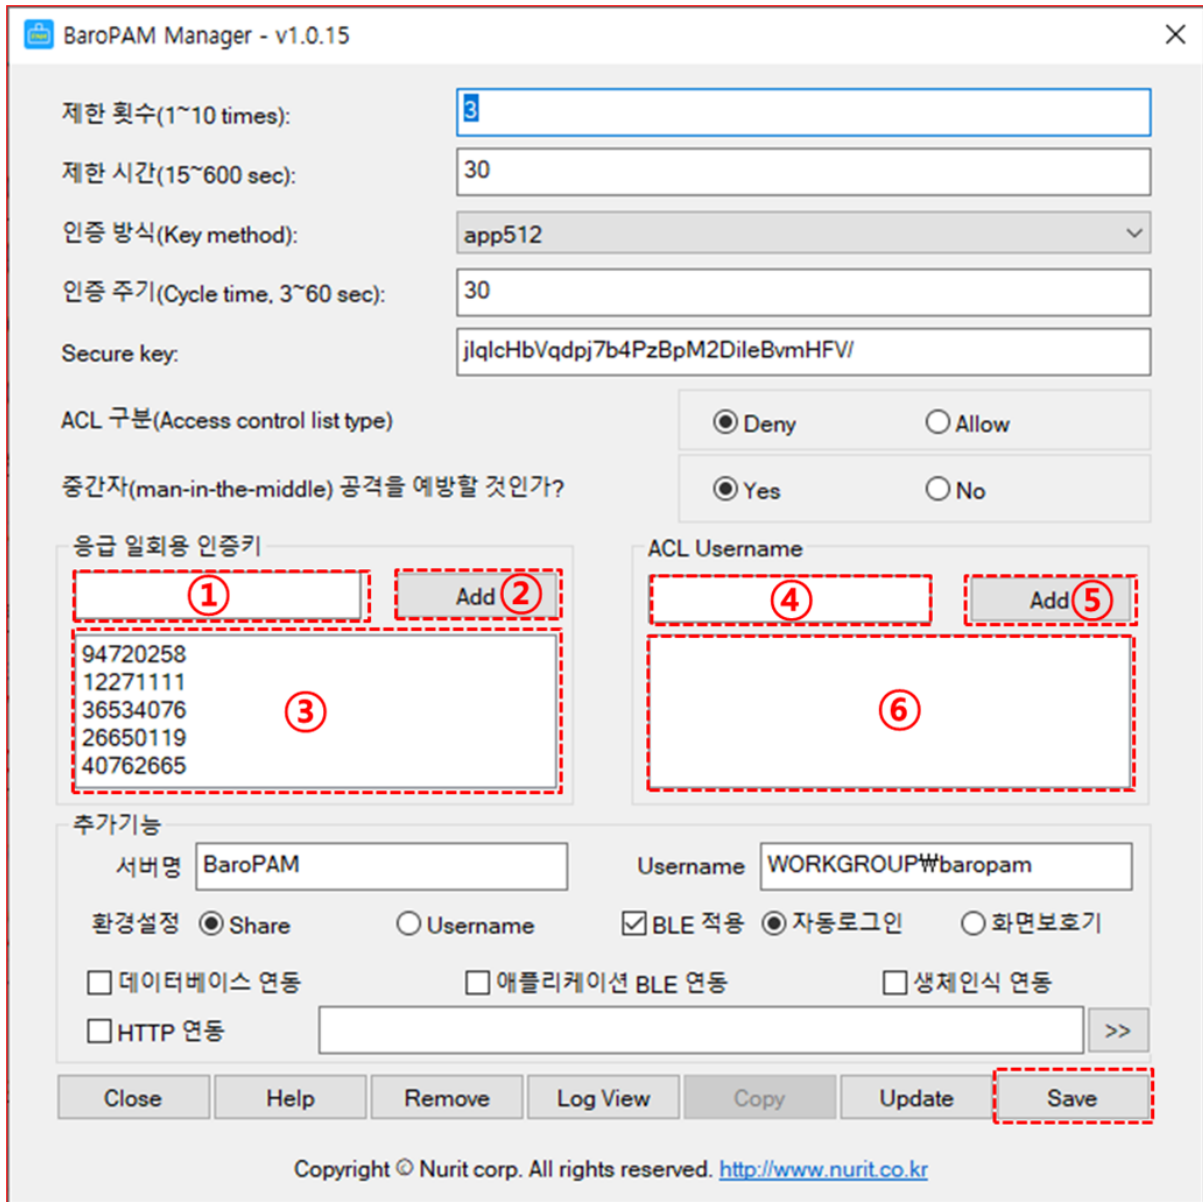 BaroPAM Manager - v1.0.15
제한 횟수(1~10 times): 3
제한 시간(15~600 sec): 30
인증 방식(Key method): app512
인증 주기(Cycle time, 3~60 sec): 30
Secure key: jIqIcHbVqdpj7b4PzBpM2DiIeBvmHFV/
ACL 구분(Access control list type) Deny Allow
중간자(man-in-the-middle) 공격을 예방할 것인가? Yes No
응급 일회용 인증키 ACL Username
① Add ② ④ Add ⑤
94720258
12271111
36534076 ③ ⑥
26650119
40762665
추가기능
서버명 BaroPAM Username WORKGROUP₩baropam
환경설정 Share Username BLE 적용 자동로그인 화면보호기
데이터베이스 연동 애플리케이션 BLE 연동 생체인식 연동
HTTP 연동 >>
Close Help Remove Log View Copy Update Save
Copyright © Nurit corp. All rights reserved. http://www.nurit.co.kr